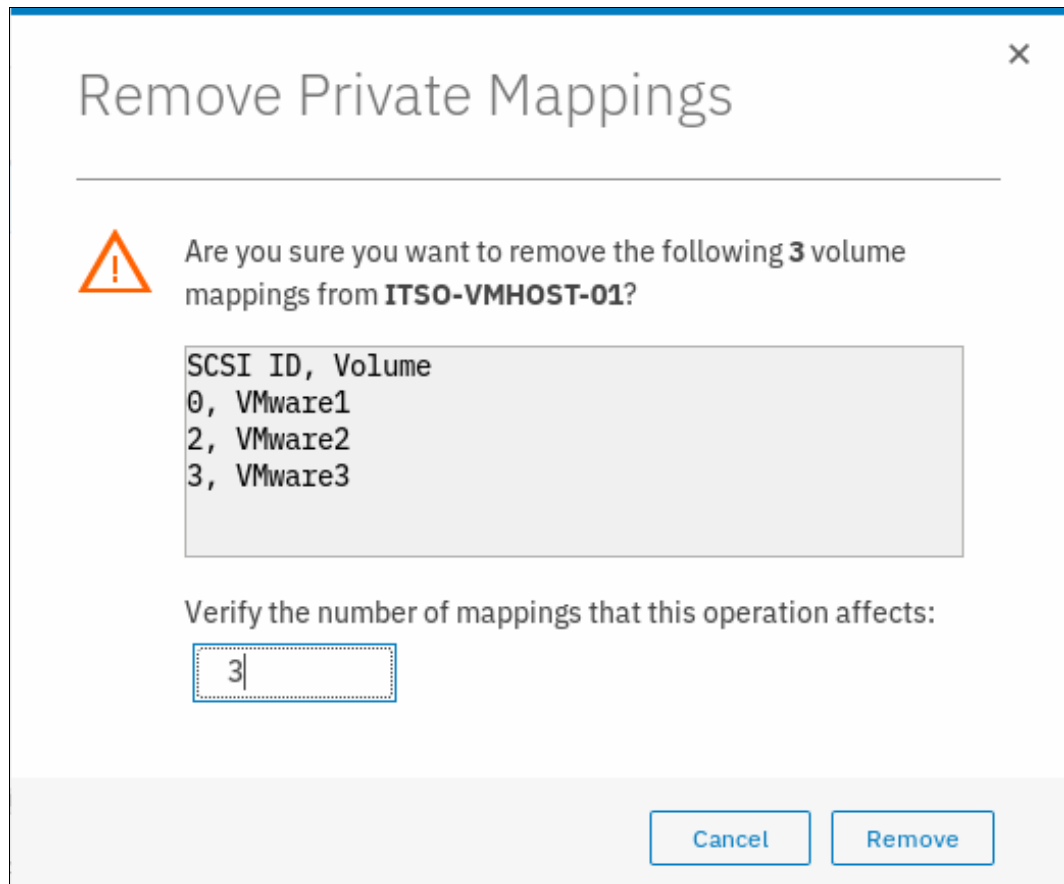 Remove Private Mappings
Are you sure you want to remove the following 3 volume
mappings from ITSO-VMHOST-01?
SCSI ID, Volume
0, VMware1
2, VMware2
3, VMware3
Verify the number of mappings that this operation affects:
3
Cancel Remove